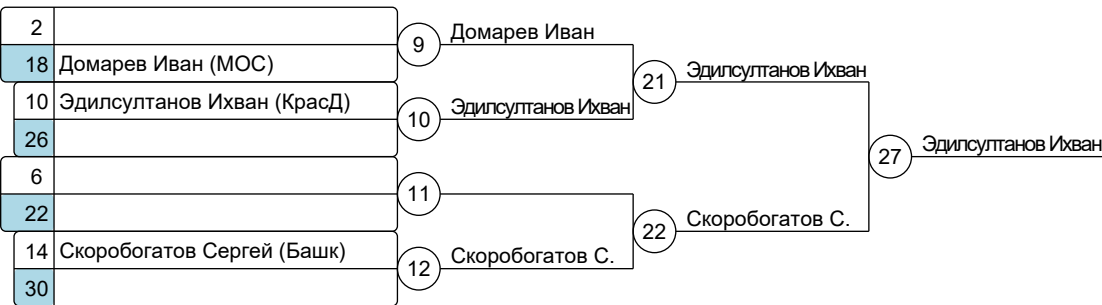 2
18 Домарев Иван (МОС)
9 Домарев Иван
10 Эдилсултанов Ихван (КрасД)
26
10 Эдилсултанов Ихван
21 Эдилсултанов Ихван
6
22
11
14 Скоробогатов Сергей (Башк)
30
12 Скоробогатов С.
22 Скоробогатов С.
27 Эдилсултанов Ихван